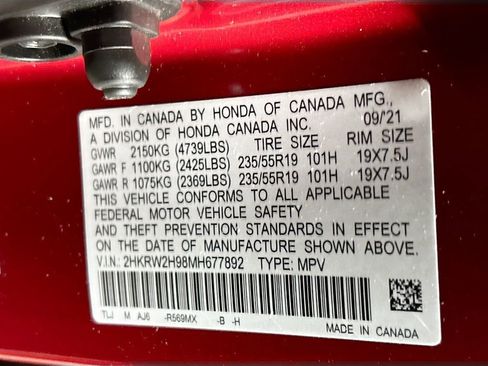 MFD. IN CANADA BY HONDA OF CANADA MFG.,
A DIVISION OF HONDA CANADA INC. 09/21
GVWR 2150KG (4739LBS) TIRE SIZE RIM SIZE
GAWR F 1100KG (2425LBS) 235/55R19 101H 19X7.5J
GAWR R 1075KG (2369LBS) 235/55R19 101H 19X7.5J
THIS VEHICLE CONFORMS TO ALL APPLICABLE
FEDERAL MOTOR VEHICLE SAFETY
AND THEFT PREVENTION STANDARDS IN EFFECT
ON THE DATE OF MANUFACTURE SHOWN ABOVE.
V.I.N: 2HKRW2H98MH677892 TYPE: MPV
TLJ M AJ6 -R569MX -B -H
MADE IN CANADA